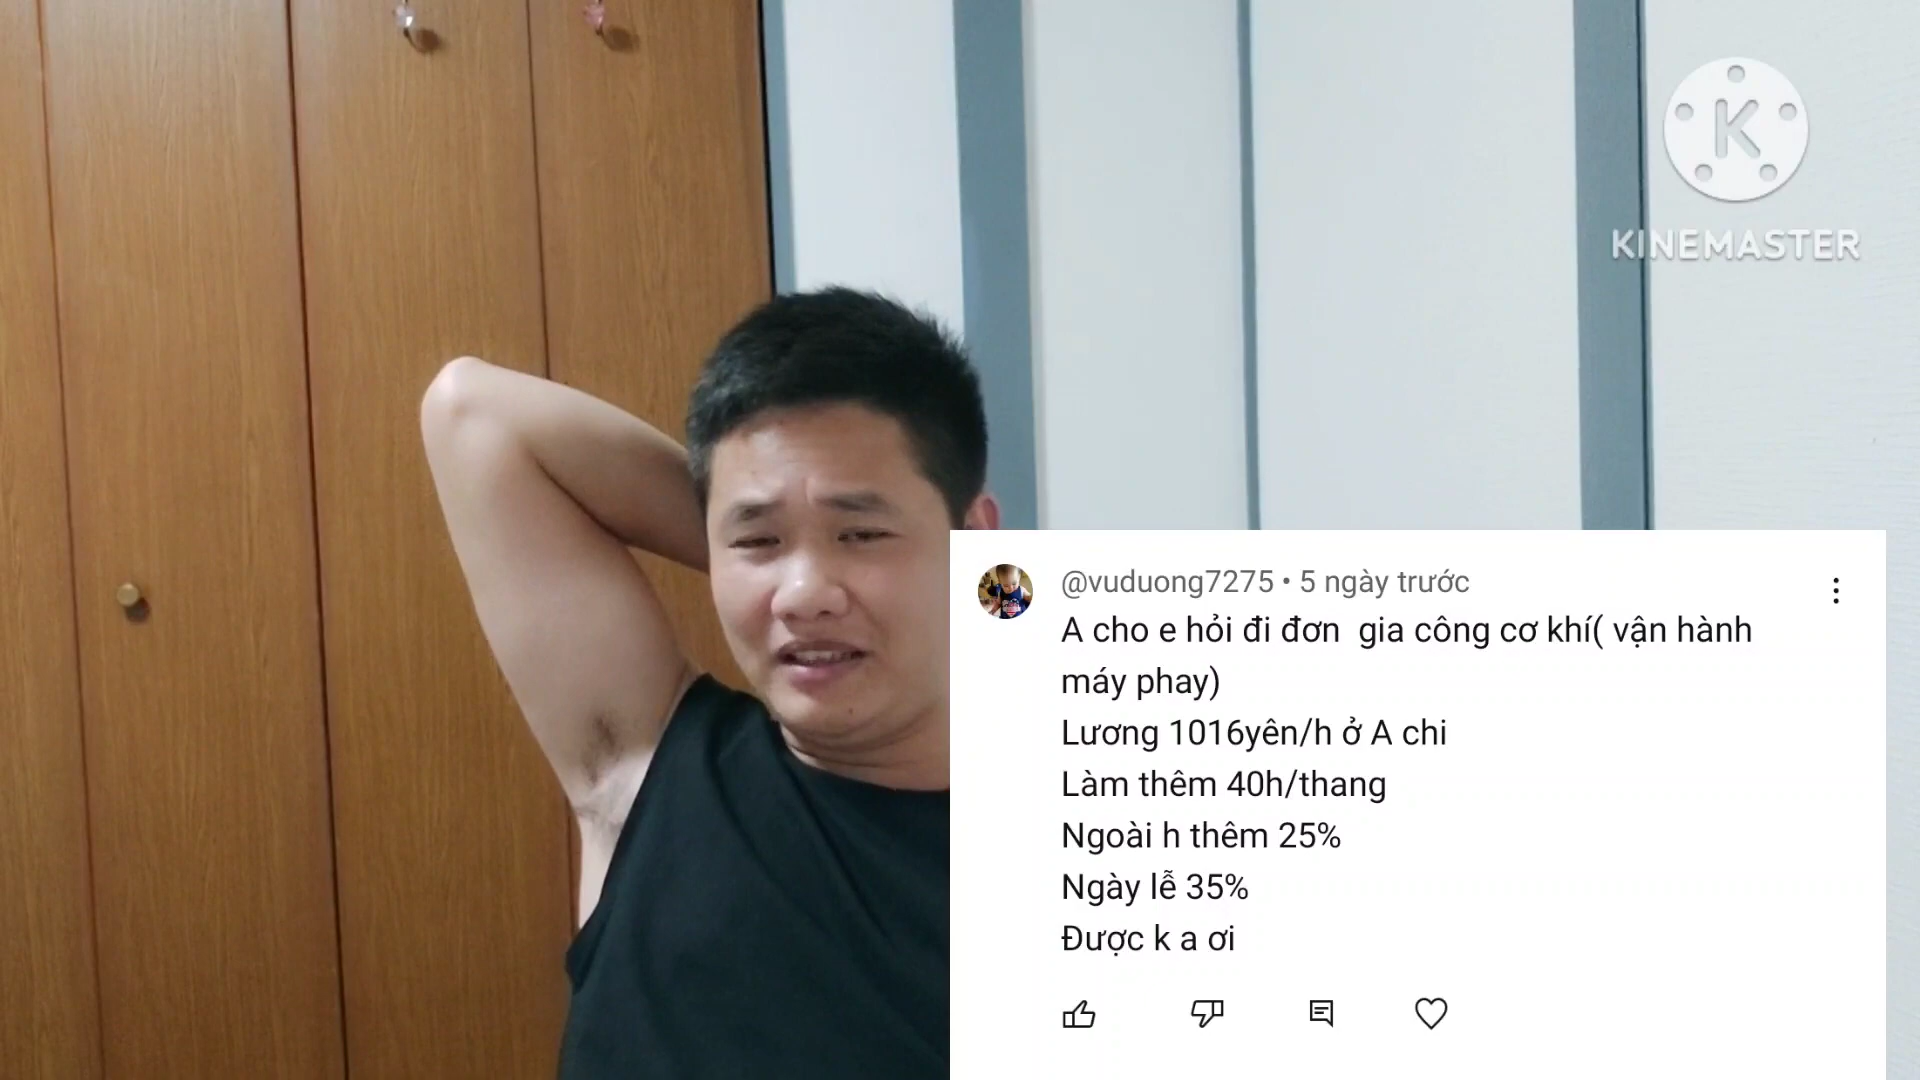 K
KINEMASTER
@vuduong7275 • 5 ngày trước
A cho e hỏi đi đơn  gia công cơ khí( vận hành
máy phay)
Lương 1016yên/h ở A chi
Làm thêm 40h/thang
Ngoài h thêm 25%
Ngày lễ 35%
Được k a ơi